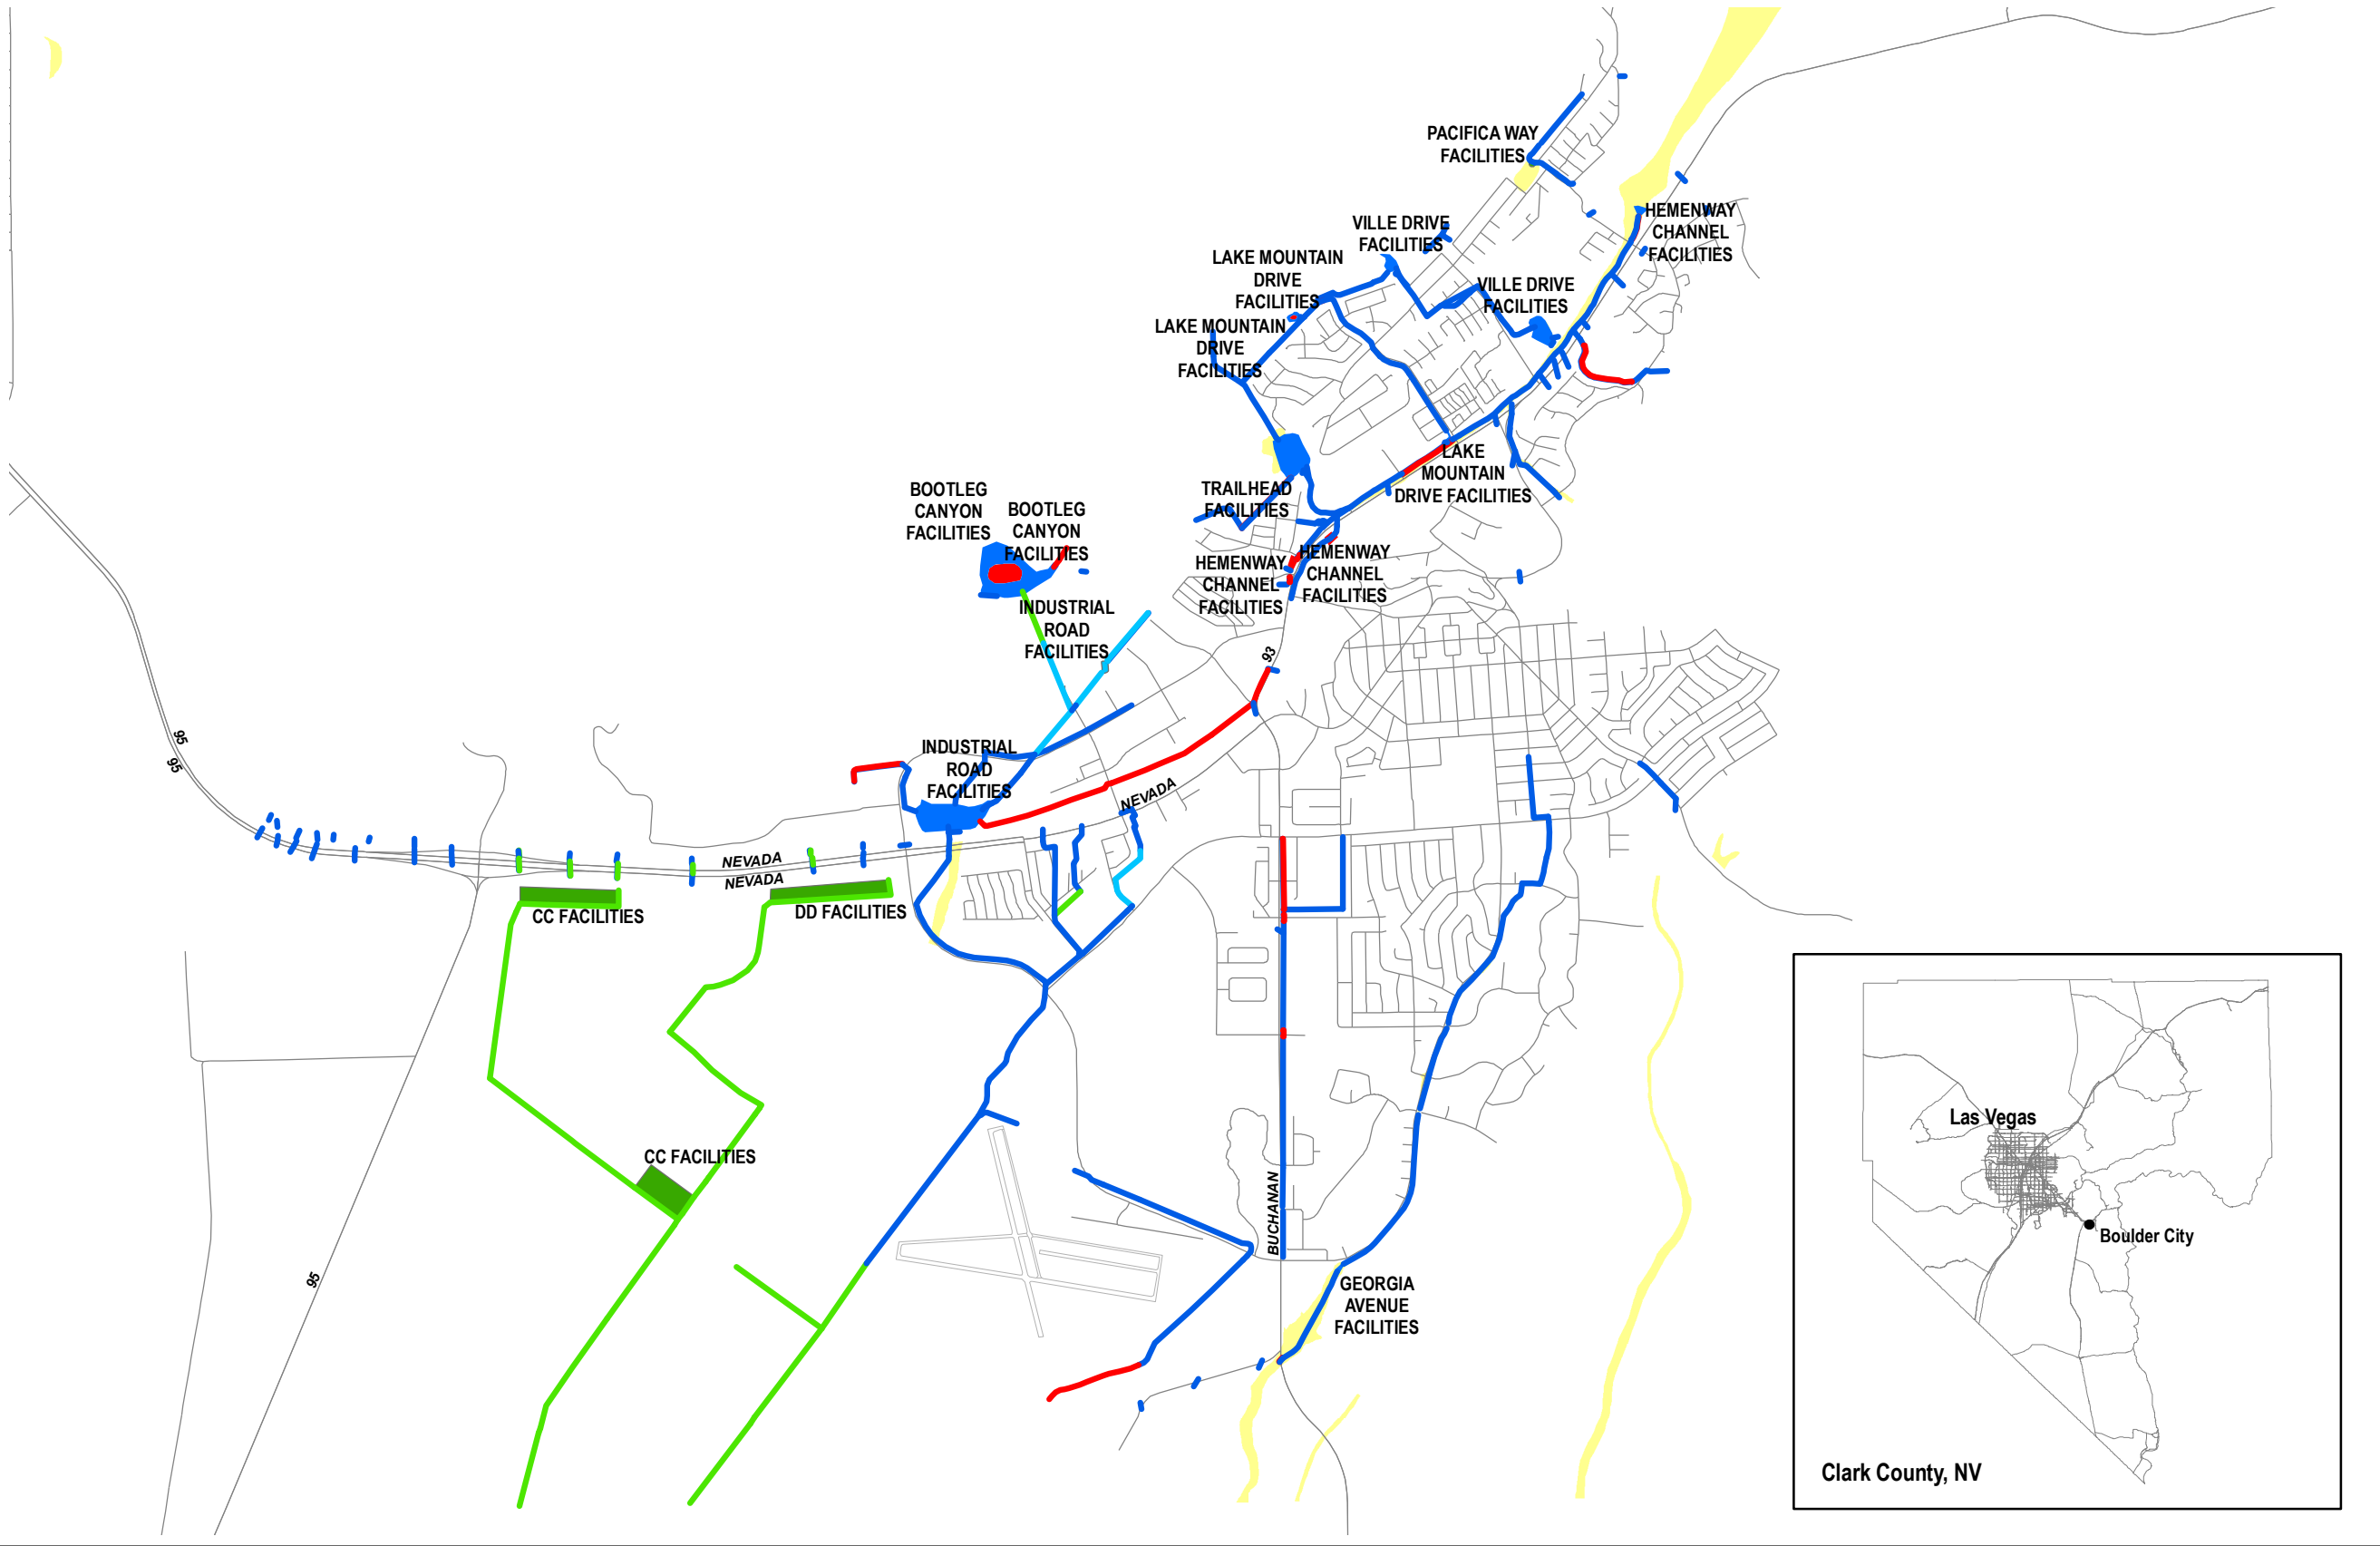 PACIFICA WAY
FACILITIES
HEMENWAY
CHANNEL
FACILITIES
VILLE DRIVE
FACILITIES
LAKE MOUNTAIN
DRIVE
FACILITIES
VILLE DRIVE
FACILITIES
LAKE MOUNTAIN
DRIVE
FACILITIES
LAKE
MOUNTAIN
DRIVE FACILITIES
TRAILHEAD
FACILITIES
BOOTLEG
CANYON
FACILITIES
BOOTLEG
CANYON
FACILITIES
HEMENWAY
CHANNEL
FACILITIES
HEMENWAY
CHANNEL
FACILITIES
INDUSTRIAL
ROAD
FACILITIES
93
95
95
INDUSTRIAL
ROAD
FACILITIES
NEVADA
NEVADA
NEVADA
CC FACILITIES
DD FACILITIES
CC FACILITIES
95
BUCHANAN
GEORGIA
AVENUE
FACILITIES
Las Vegas
Boulder City
Clark County, NV